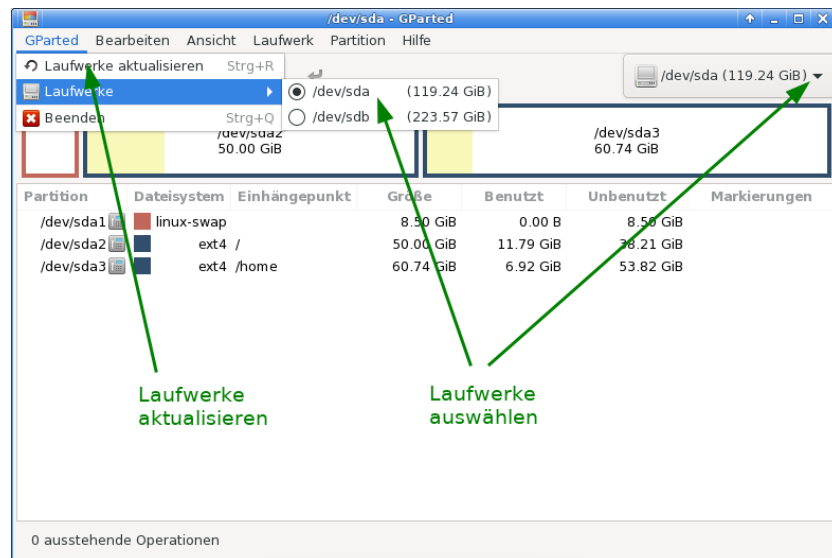 /dev/sda - GParted
GParted Bearbeiten Ansicht Laufwerk Partition Hilfe
Laufwerke aktualisieren Strg+R
Laufwerke
Beenden Strg+Q
/dev/sda (119.24 GiB)
/dev/sdb (223.57 GiB)
/dev/sda (119.24 GiB)
/dev/sda2
50.00 GiB
/dev/sda3
60.74 GiB
Partition Dateisystem Einhängepunkt Größe Benutzt Unbenutzt Markierungen
/dev/sda1 linux-swap 8.50 GiB 0.00 B 8.50 GiB
/dev/sda2 ext4 / 50.00 GiB 11.79 GiB 38.21 GiB
/dev/sda3 ext4 /home 60.74 GiB 6.92 GiB 53.82 GiB
Laufwerke
aktualisieren
Laufwerke
auswählen
0 ausstehende Operationen